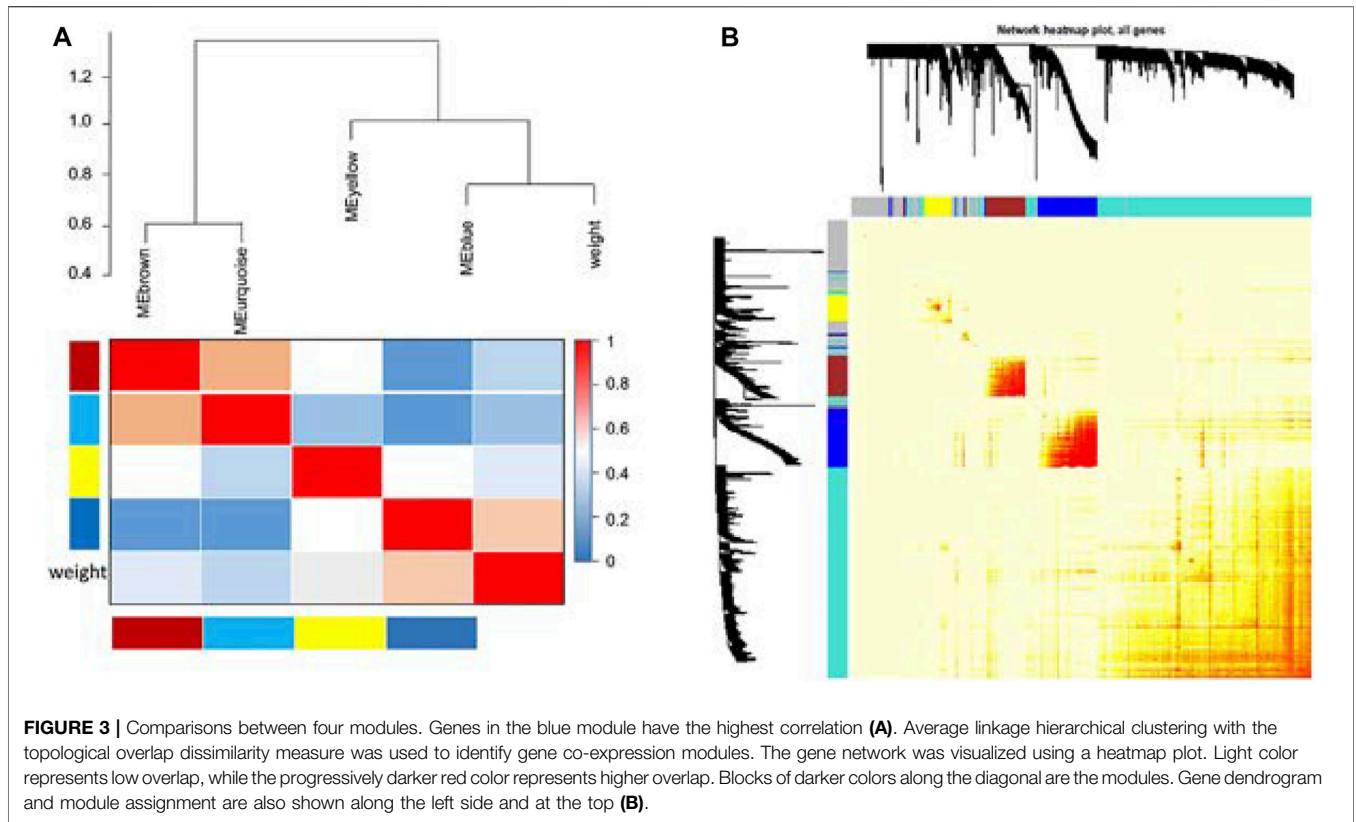 A
1.2
1.0
0.8
0.6
0.4
MEbrown
MEurquoise
MEyellow
MEblue
weight
weight
1
0.8
0.6
0.4
0.2
0
B
Network heatmap plot, all genes
FIGURE 3 | Comparisons between four modules. Genes in the blue module have the highest correlation (A). Average linkage hierarchical clustering with the
topological overlap dissimilarity measure was used to identify gene co-expression modules. The gene network was visualized using a heatmap plot. Light color
represents low overlap, while the progressively darker red color represents higher overlap. Blocks of darker colors along the diagonal are the modules. Gene dendrogram
and module assignment are also shown along the left side and at the top (B).